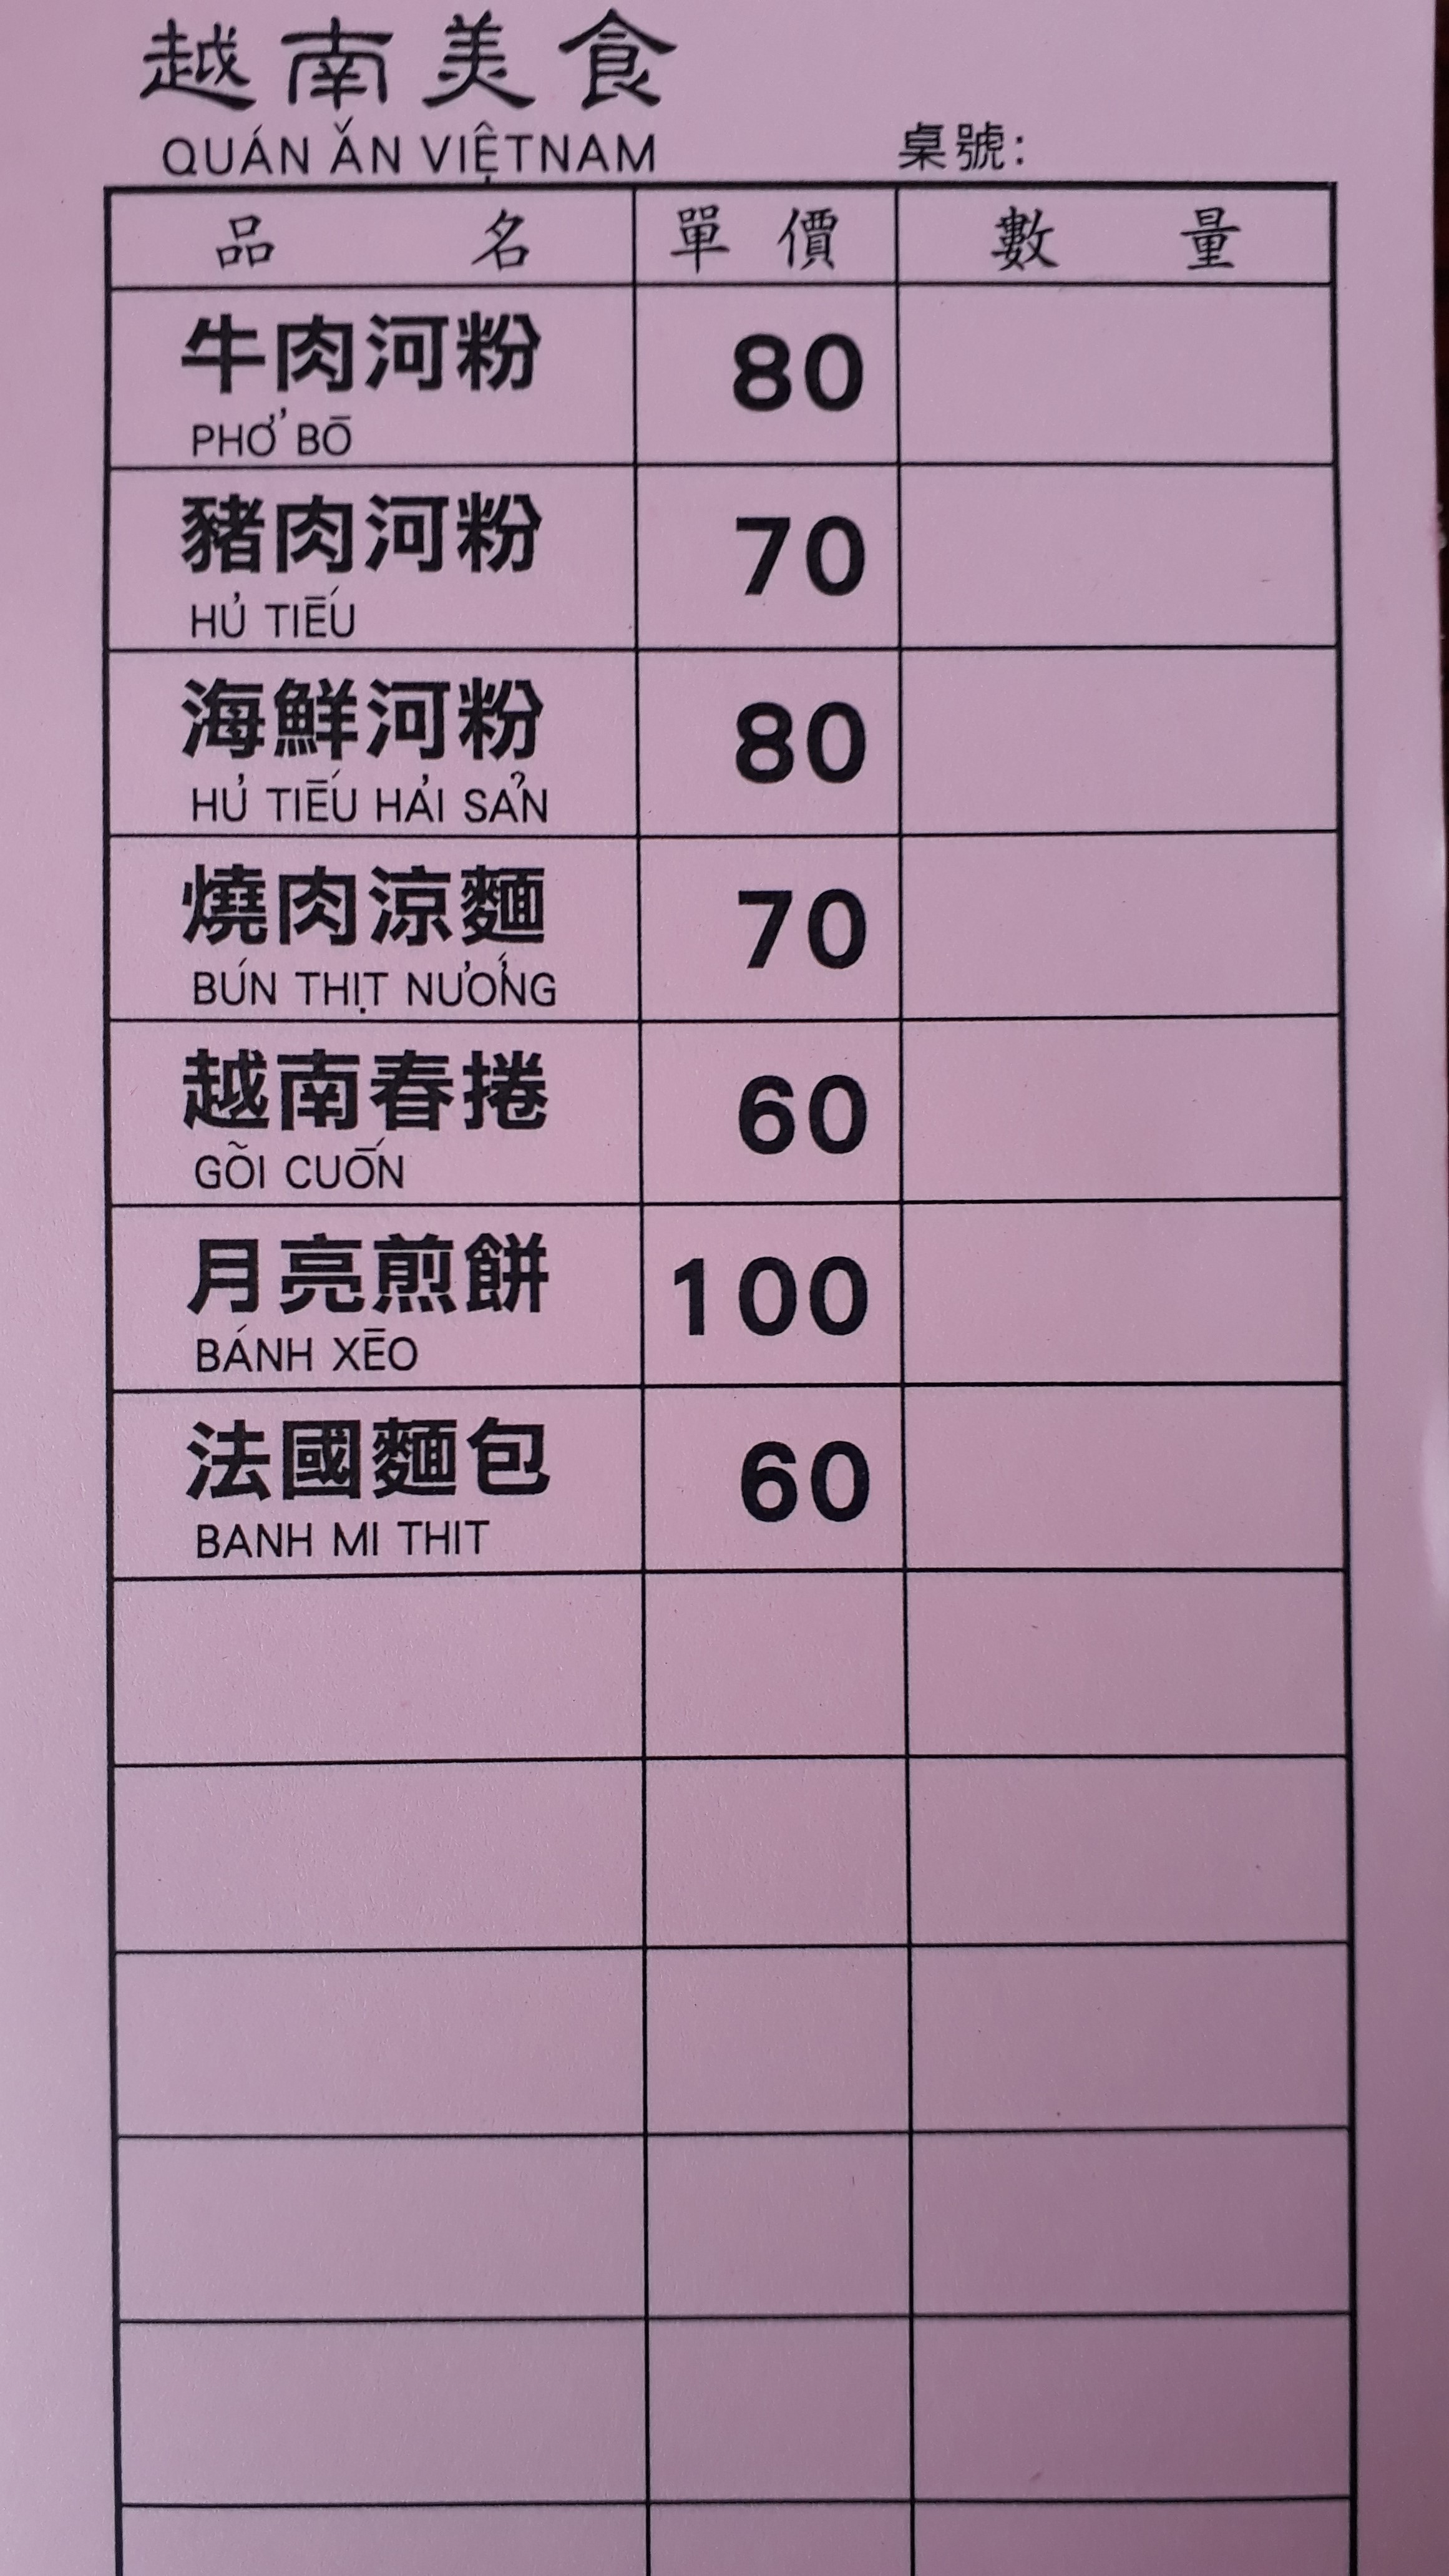 越南美食
QUÁN ĂN VIỆTNAM
桌號:
品名 單價 數量
牛肉河粉 80
PHỞ BŌ
豬肉河粉 70
HỦ TIẾU
海鮮河粉 80
HỦ TIẾU HẢI SẢN
燒肉涼麵 70
BÚN THỊT NƯỚNG
越南春捲 60
GÕI CUỐN
月亮煎餅 100
BÁNH XĒO
法國麵包 60
BANH MI THIT